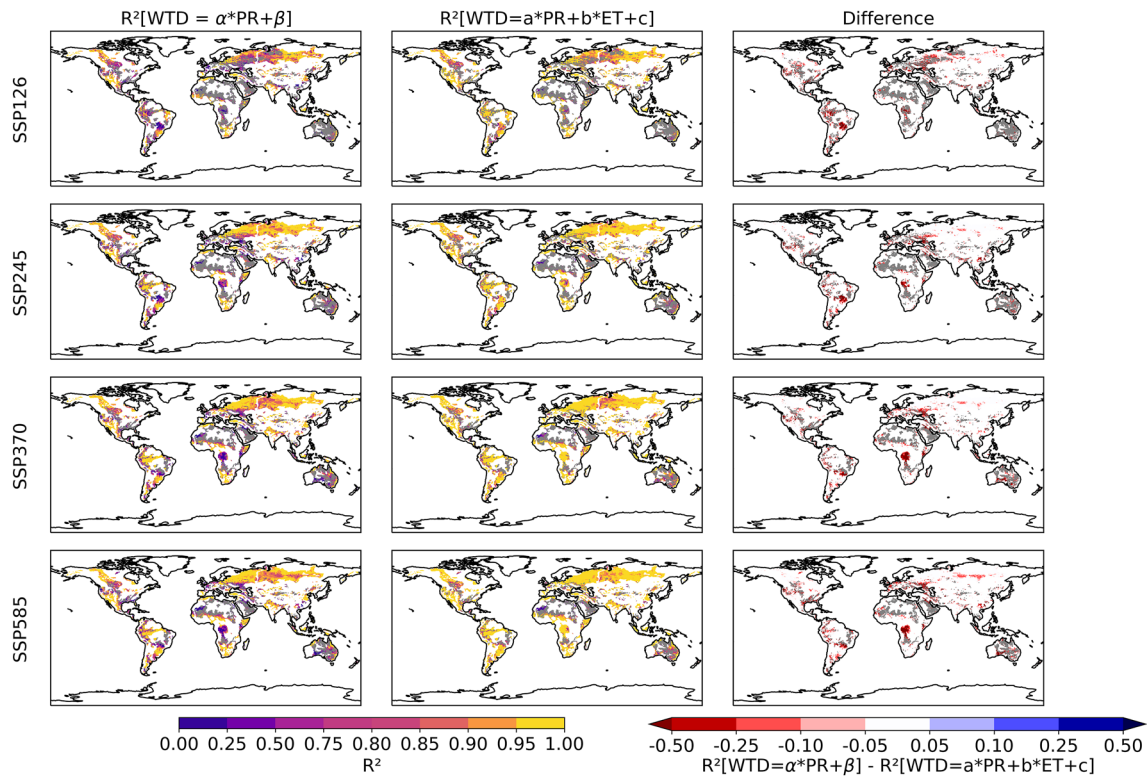 R²[WTD = α*PR+β] R²[WTD=a*PR+b*ET+c] Difference
SSP126
SSP245
SSP370
SSP585
0.00 0.25 0.50 0.75 0.80 0.85 0.90 0.95 1.00
R²
-0.50 -0.25 -0.10 -0.05 0.05 0.10 0.25 0.50
R²[WTD=α*PR+β] - R²[WTD=a*PR+b*ET+c]